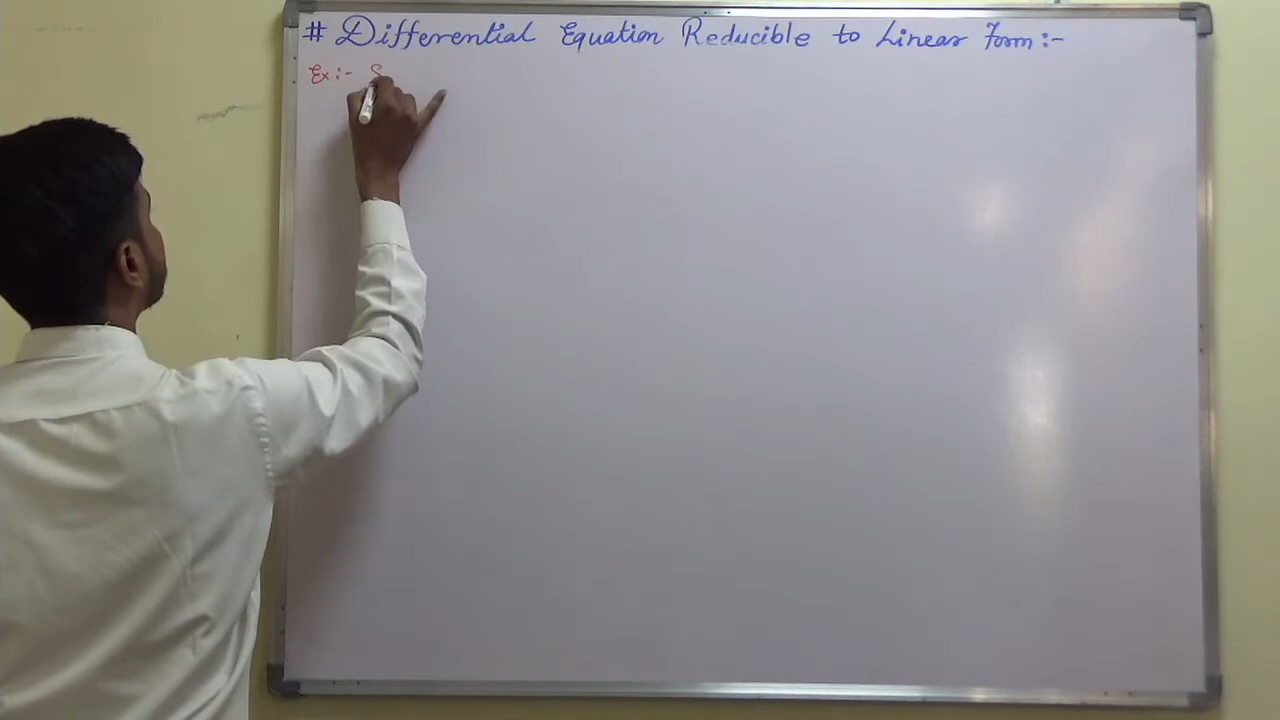 # Differential Equation Reducible to Linear Form :-
Ex :- S